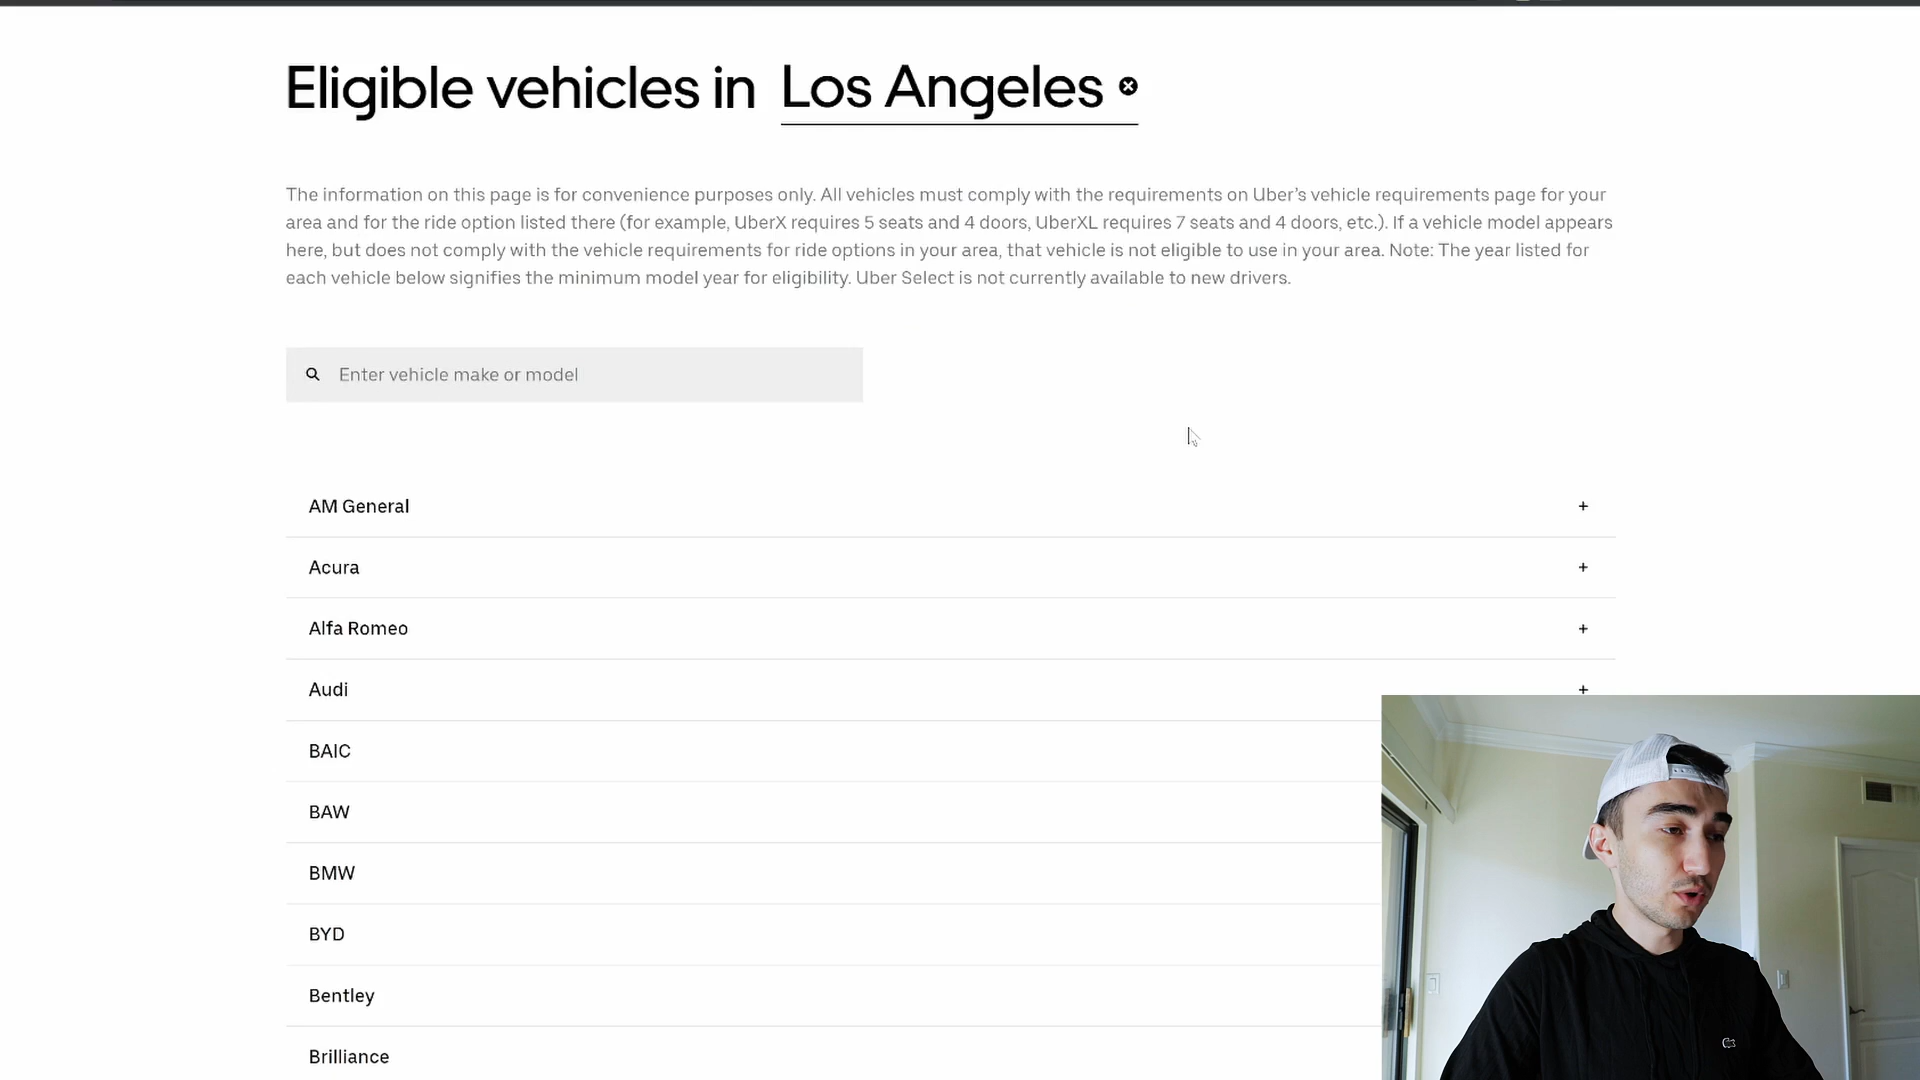 Eligible vehicles in Los Angeles
The information on this page is for convenience purposes only. All vehicles must comply with the requirements on Uber's vehicle requirements page for your
area and for the ride option listed there (for example, UberX requires 5 seats and 4 doors, UberXL requires 7 seats and 4 doors, etc.). If a vehicle model appears
here, but does not comply with the vehicle requirements for ride options in your area, that vehicle is not eligible to use in your area. Note: The year listed for
each vehicle below signifies the minimum model year for eligibility. Uber Select is not currently available to new drivers.
Enter vehicle make or model
AM General +
Acura +
Alfa Romeo +
Audi +
BAIC
BAW
BMW
BYD
Bentley
Brilliance